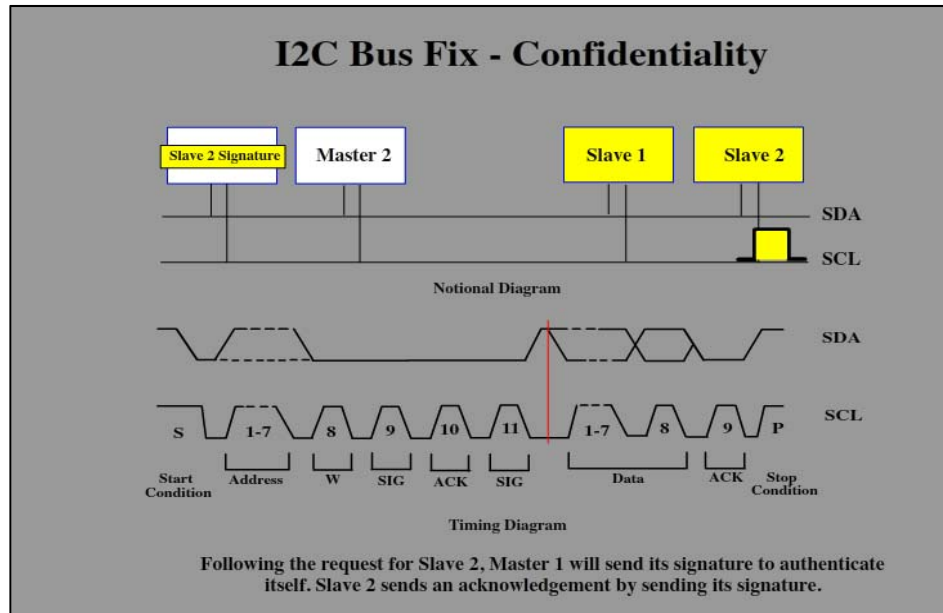 I2C Bus Fix - Confidentiality
Slave 2 Signature
Master 2
Slave 1
Slave 2
SDA
SCL
Notional Diagram
SDA
SCL
S
1-7
8
9
10
11
1-7
8
9
P
Start
Condition
Address
W
SIG
ACK
SIG
Data
ACK
Stop
Condition
Timing Diagram
Following the request for Slave 2, Master 1 will send its signature to authenticate
itself. Slave 2 sends an acknowledgement by sending its signature.